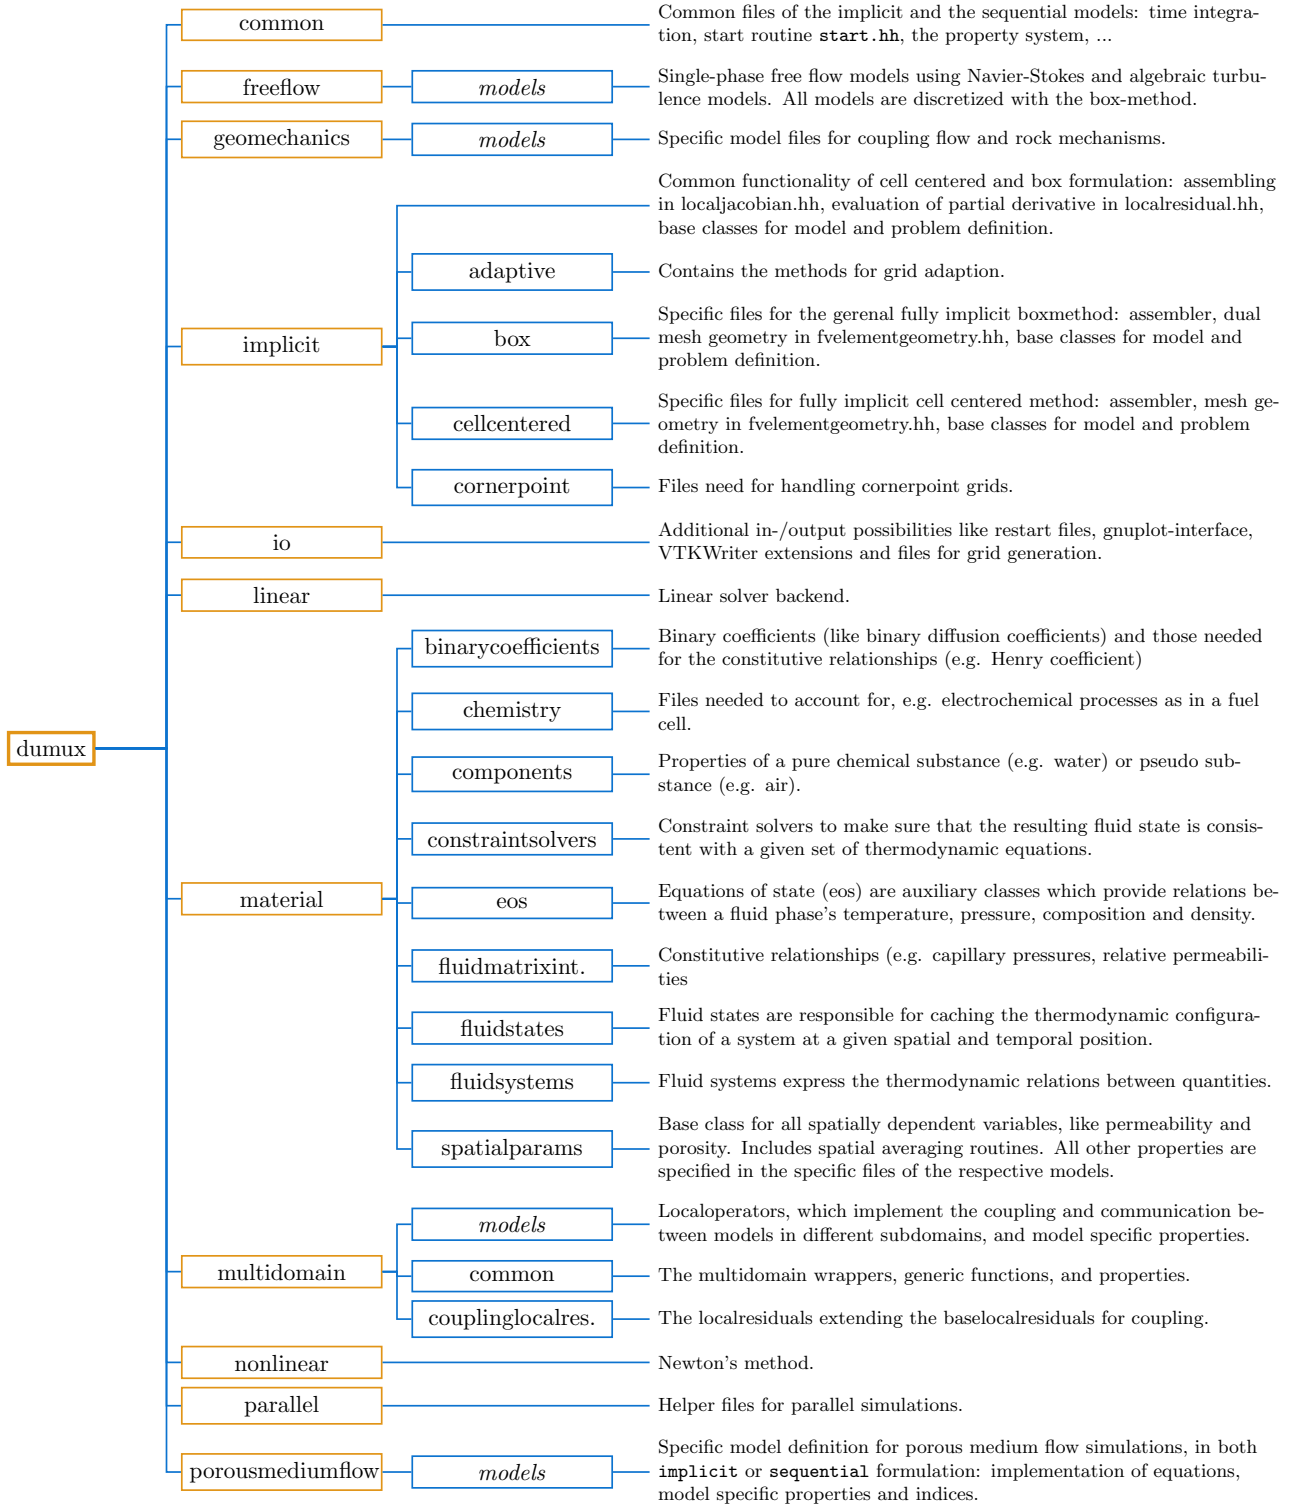 common
Common files of the implicit and the sequential models: time integra-
tion, start routine start.hh, the property system, ...
freeflow
models
Single-phase free flow models using Navier-Stokes and algebraic turbu-
lence models. All models are discretized with the box-method.
geomechanics
models
Specific model files for coupling flow and rock mechanisms.
Common functionality of cell centered and box formulation: assembling
in localjacobian.hh, evaluation of partial derivative in localresidual.hh,
base classes for model and problem definition.
adaptive
Contains the methods for grid adaption.
implicit
box
Specific files for the gerenal fully implicit boxmethod: assembler, dual
mesh geometry in fvelementgeometry.hh, base classes for model and
problem definition.
cellcentered
Specific files for fully implicit cell centered method: assembler, mesh ge-
ometry in fvelementgeometry.hh, base classes for model and problem
definition.
cornerpoint
Files need for handling cornerpoint grids.
io
Additional in-/output possibilities like restart files, gnuplot-interface,
VTKWriter extensions and files for grid generation.
linear
Linear solver backend.
binarycoefficients
Binary coefficients (like binary diffusion coefficients) and those needed
for the constitutive relationships (e.g. Henry coefficient)
chemistry
Files needed to account for, e.g. electrochemical processes as in a fuel
cell.
dumux
components
Properties of a pure chemical substance (e.g. water) or pseudo sub-
stance (e.g. air).
constraintsolvers
Constraint solvers to make sure that the resulting fluid state is consis-
tent with a given set of thermodynamic equations.
material
eos
Equations of state (eos) are auxiliary classes which provide relations be-
tween a fluid phase's temperature, pressure, composition and density.
fluidmatrixint.
Constitutive relationships (e.g. capillary pressures, relative permeabili-
ties
fluidstates
Fluid states are responsible for caching the thermodynamic configura-
tion of a system at a given spatial and temporal position.
fluidsystems
Fluid systems express the thermodynamic relations between quantities.
spatialparams
Base class for all spatially dependent variables, like permeability and
porosity. Includes spatial averaging routines. All other properties are
specified in the specific files of the respective models.
models
Localoperators, which implement the coupling and communication be-
tween models in different subdomains, and model specific properties.
multidomain
common
The multidomain wrappers, generic functions, and properties.
couplinglocalres.
The localresiduals extending the baselocalresiduals for coupling.
nonlinear
Newton's method.
parallel
Helper files for parallel simulations.
porousmediumflow
models
Specific model definition for porous medium flow simulations, in both
implicit or sequential formulation: implementation of equations,
model specific properties and indices.